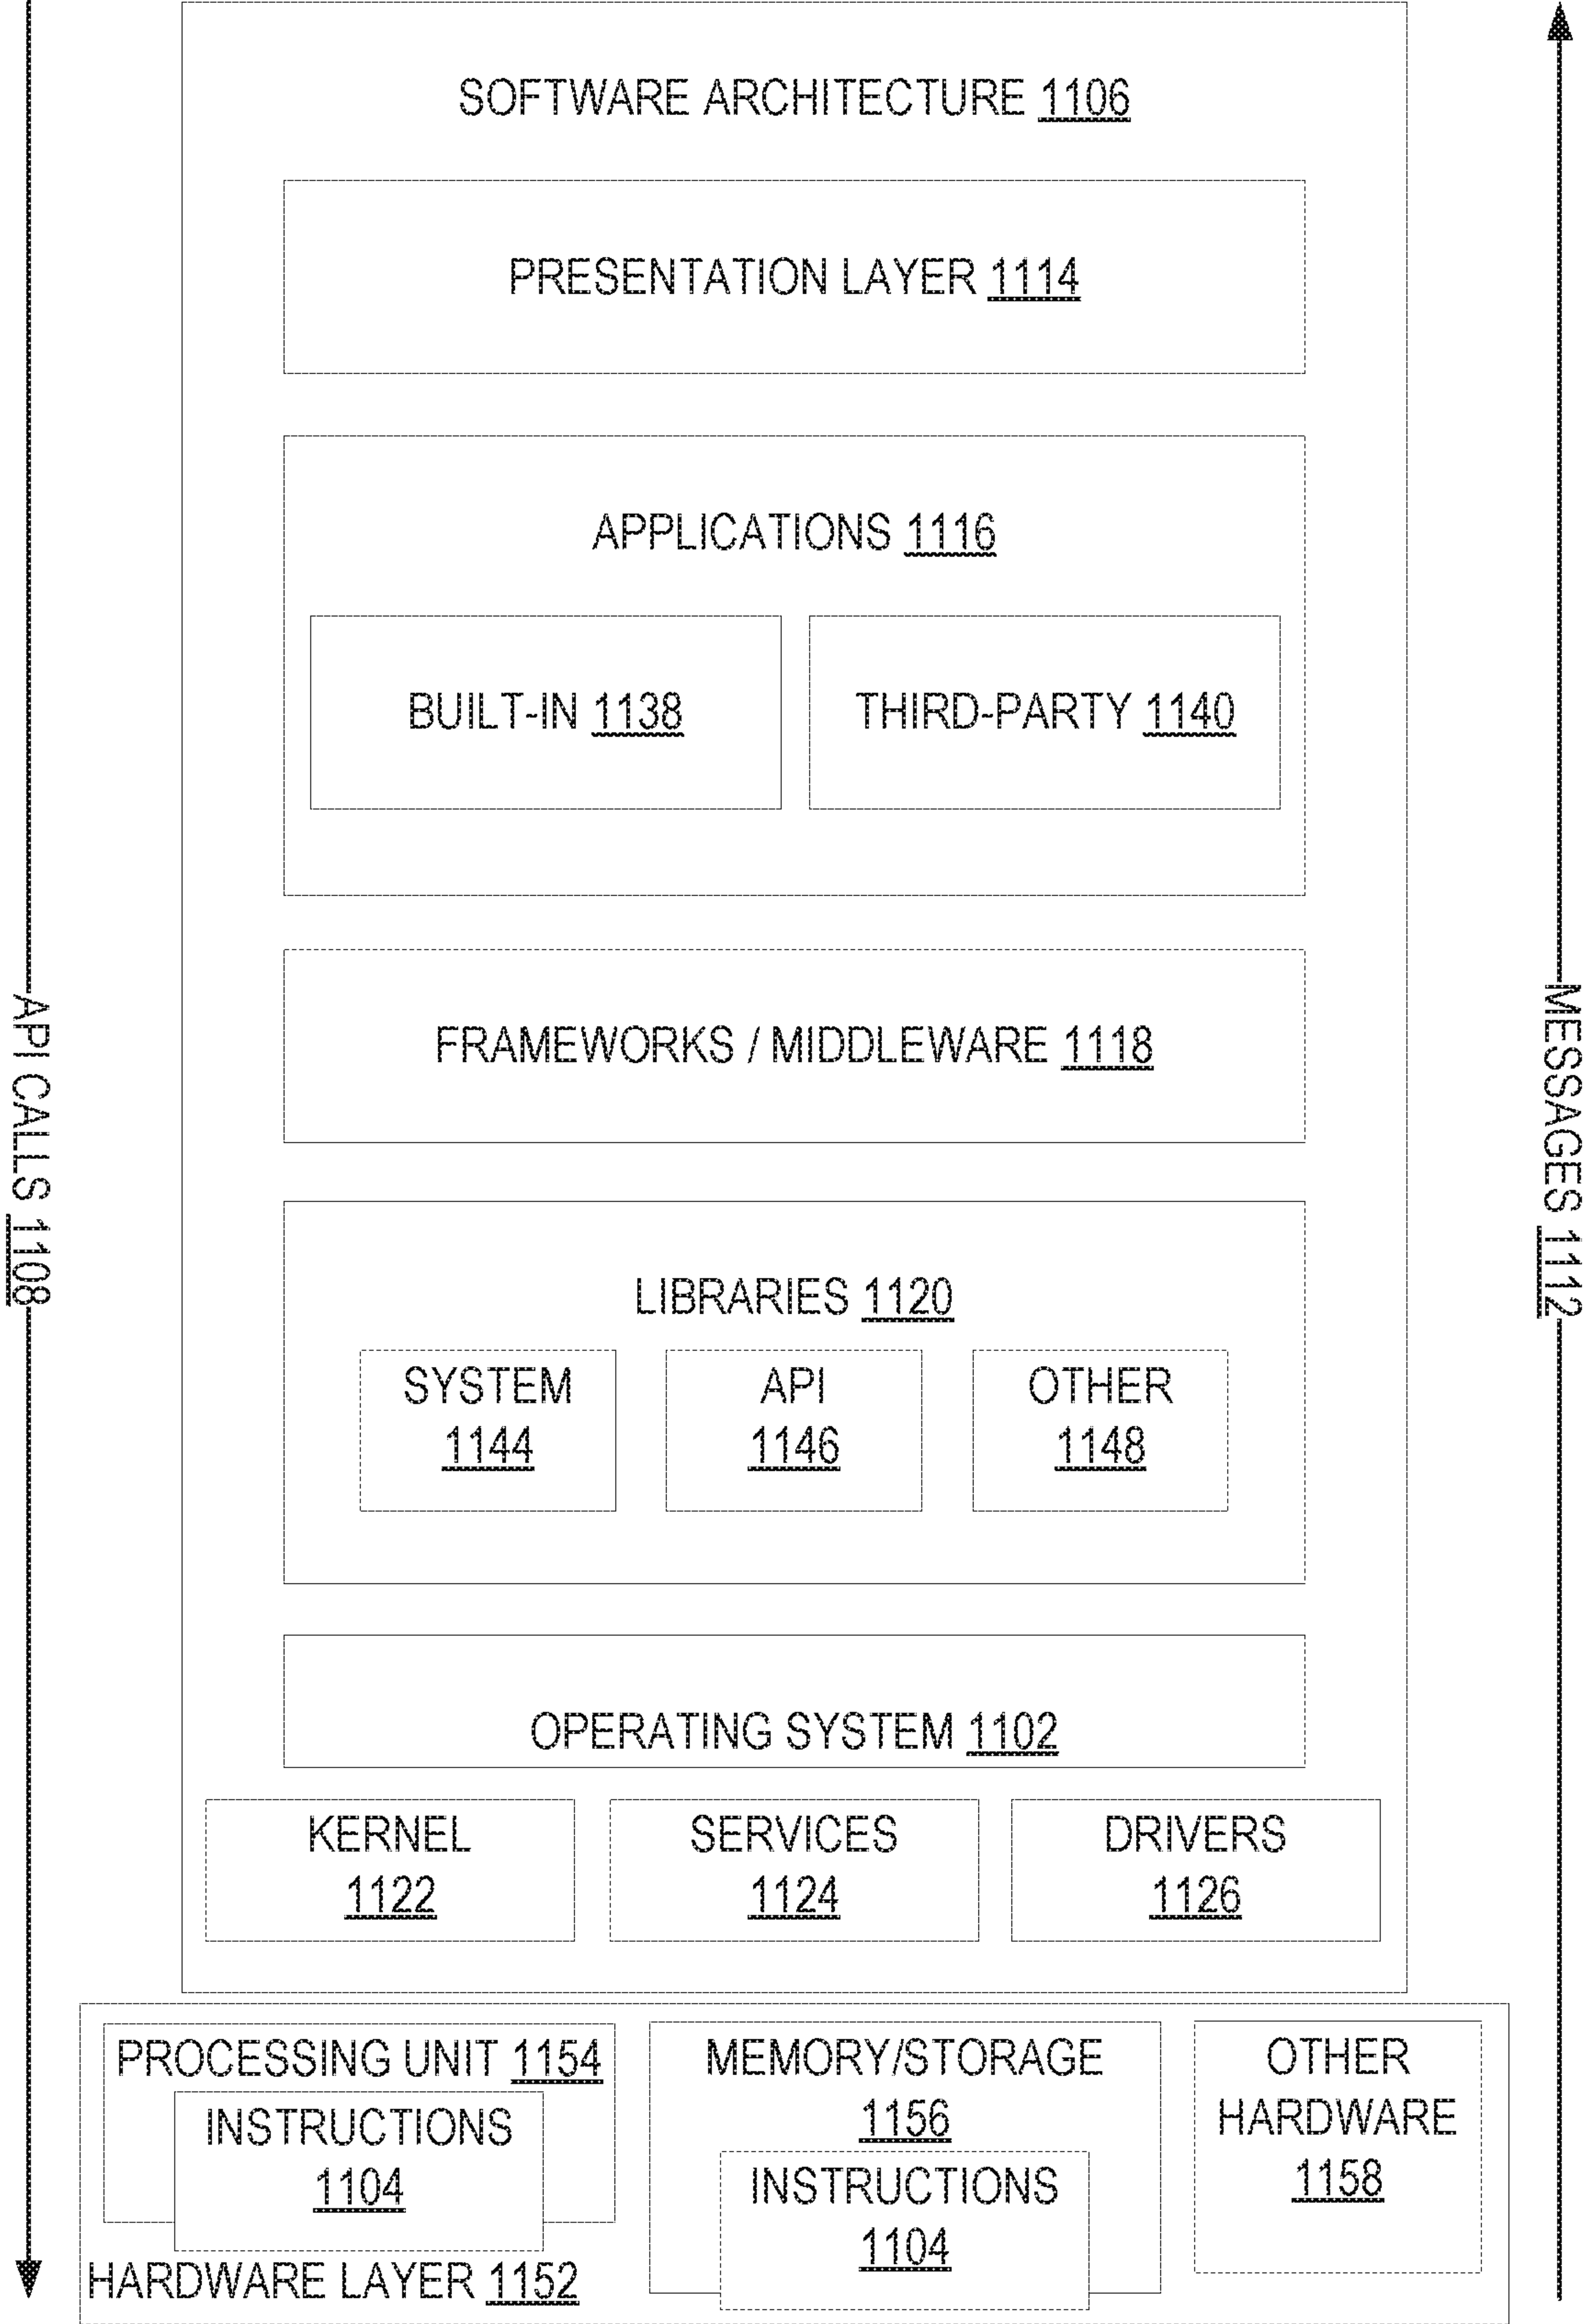 SOFTWARE ARCHITECTURE 1106
PRESENTATION LAYER 1114
APPLICATIONS 1116
BUILT-IN 1138
THIRD-PARTY 1140
FRAMEWORKS / MIDDLEWARE 1118
API CALLS 1108
MESSAGES 1112
LIBRARIES 1120
SYSTEM
1144
API
1146
OTHER
1148
OPERATING SYSTEM 1102
KERNEL
1122
SERVICES
1124
DRIVERS
1126
PROCESSING UNIT 1154
INSTRUCTIONS
1104
MEMORY/STORAGE
1156
INSTRUCTIONS
1104
OTHER
HARDWARE
1158
HARDWARE LAYER 1152